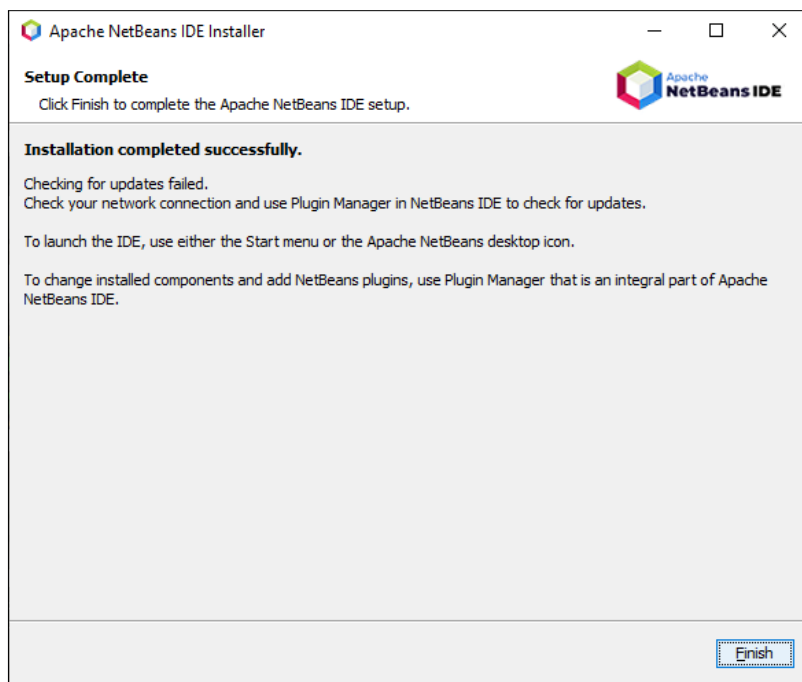 Apache NetBeans IDE Installer
Setup Complete
Click Finish to complete the Apache NetBeans IDE setup.
Apache
NetBeans IDE
Installation completed successfully.
Checking for updates failed.
Check your network connection and use Plugin Manager in NetBeans IDE to check for updates.
To launch the IDE, use either the Start menu or the Apache NetBeans desktop icon.
To change installed components and add NetBeans plugins, use Plugin Manager that is an integral part of Apache
NetBeans IDE.
Finish